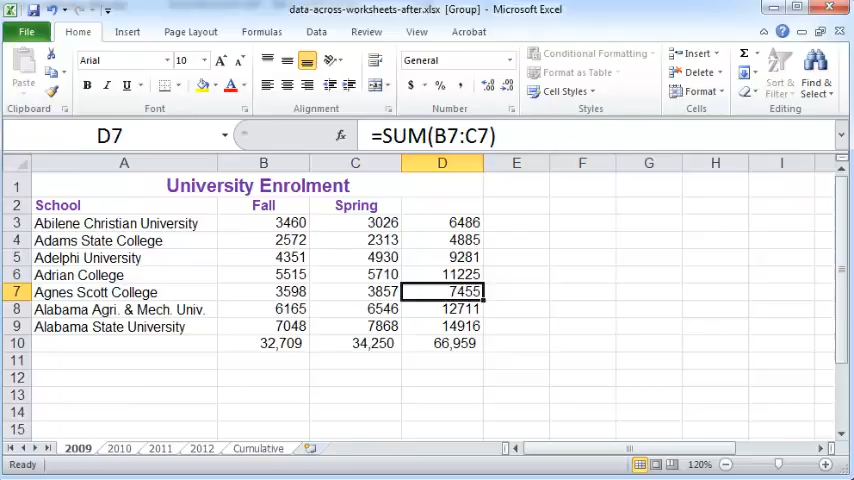 data-across-worksheets-after.xlsx [Group] - Microsoft Excel
File Home Insert Page Layout Formulas Data Review View Acrobat
Paste Arial 10 General Conditional Formatting Insert Sort & Filter Find & Select
Format as Table Delete
Cell Styles Format
Clipboard Font Alignment Number Styles Cells Editing
D7 fx =SUM(B7:C7)
A B C D E F G H I
1 University Enrolment
2 School Fall Spring
3 Abilene Christian University 3460 3026 6486
4 Adams State College 2572 2313 4885
5 Adelphi University 4351 4930 9281
6 Adrian College 5515 5710 11225
7 Agnes Scott College 3598 3857 7455
8 Alabama Agri. & Mech. Univ. 6165 6546 12711
9 Alabama State University 7048 7868 14916
10 32,709 34,250 66,959
11
12
13
14
15
2009 2010 2011 2012 Cumulative
Ready 120%